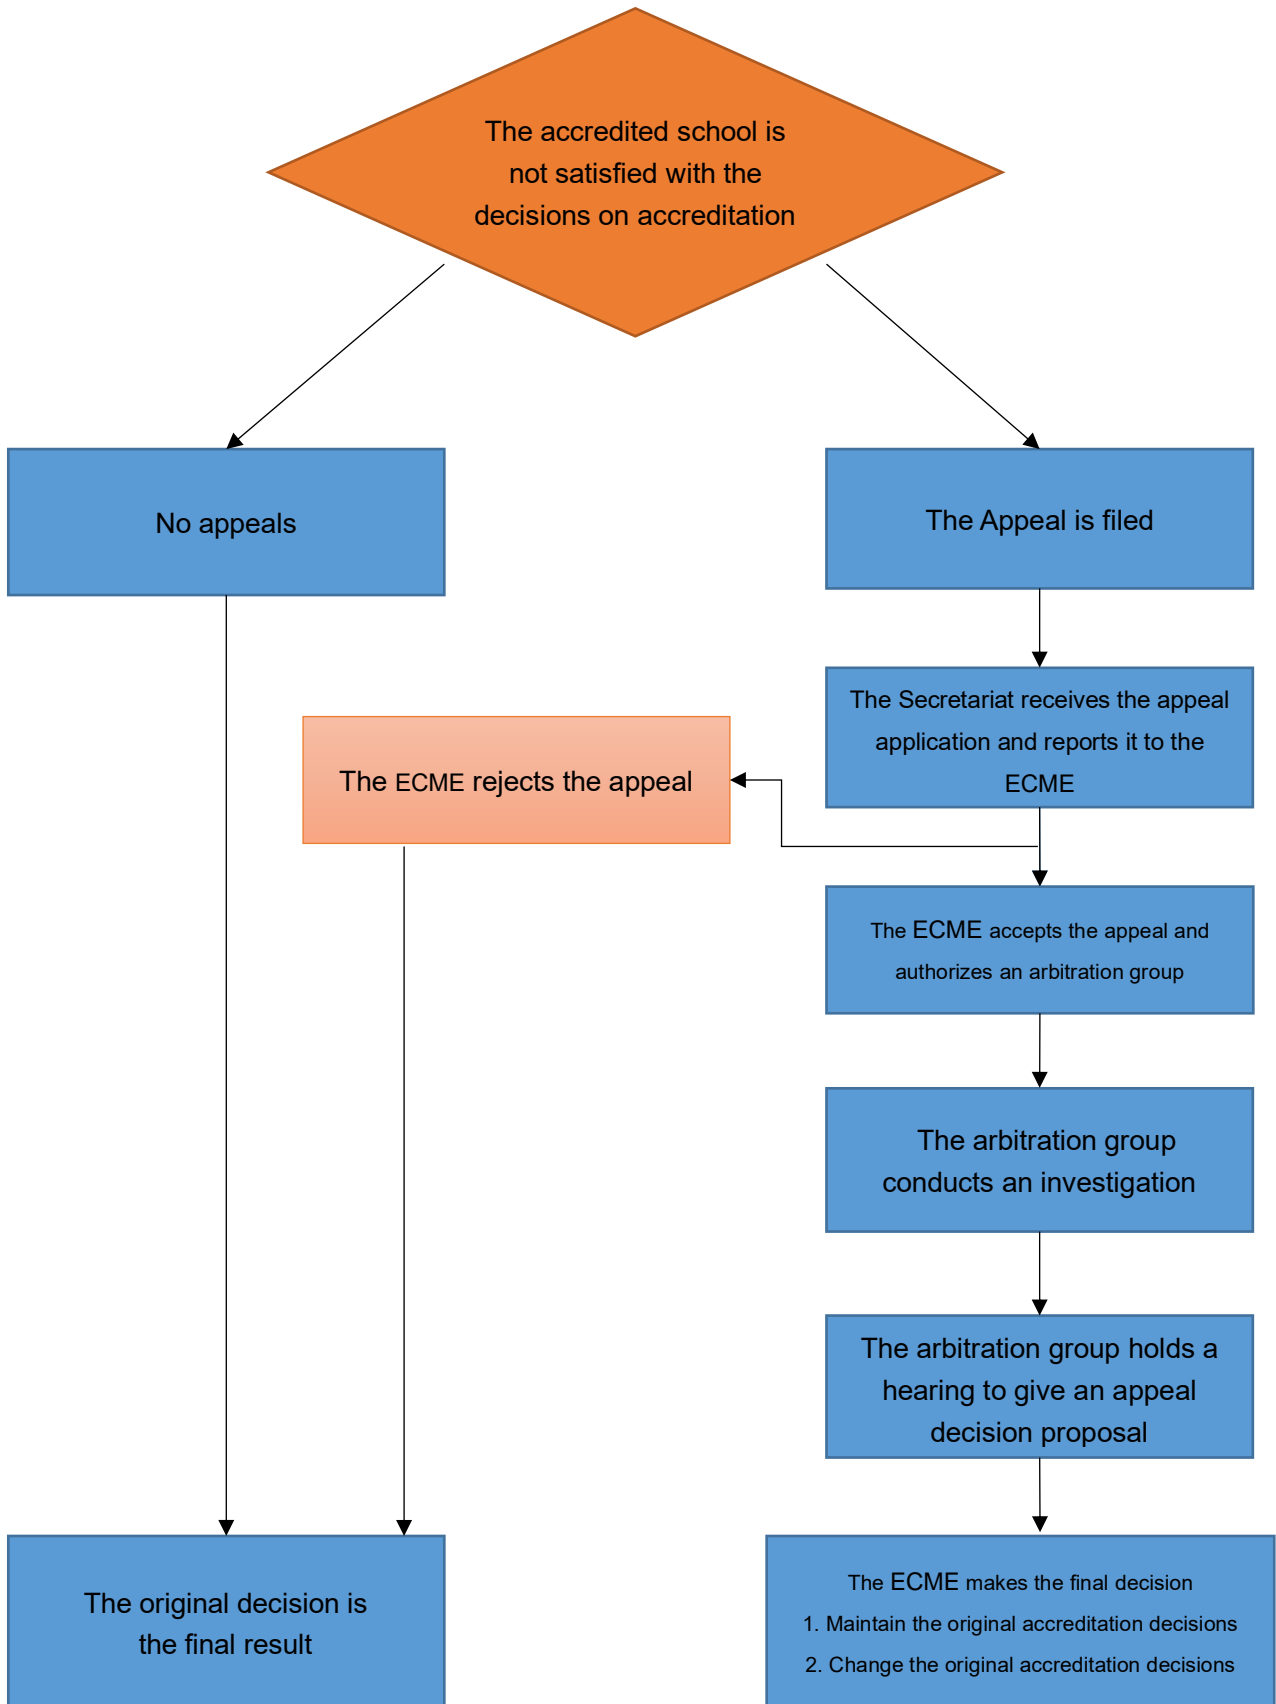 The accredited school is
not satisfied with the
decisions on accreditation
No appeals
The Appeal is filed
The Secretariat receives the appeal
application and reports it to the
ECME
The ECME rejects the appeal
The ECME accepts the appeal and
authorizes an arbitration group
The arbitration group
conducts an investigation
The arbitration group holds a
hearing to give an appeal
decision proposal
The original decision is
the final result
The ECME makes the final decision
1. Maintain the original accreditation decisions
2. Change the original accreditation decisions